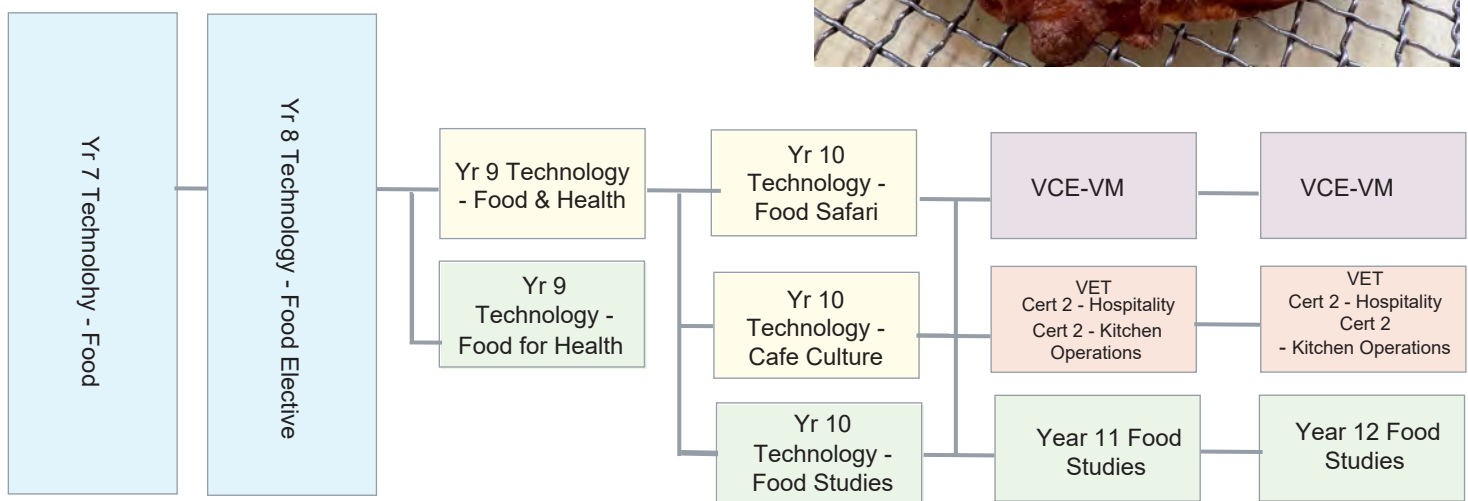 Yr 7 Technolohy - Food
Yr 8 Technology - Food Elective
Yr 9 Technology
- Food & Health
Yr 9
Technology -
Food for Health
Yr 10
Technology -
Food Safari
Yr 10
Technology -
Cafe Culture
Yr 10
Technology -
Food Studies
VCE-VM
VET
Cert 2 - Hospitality
Cert 2 - Kitchen
Operations
Year 11 Food
Studies
VCE-VM
VET
Cert 2 - Hospitality
Cert 2
- Kitchen Operations
Year 12 Food
Studies